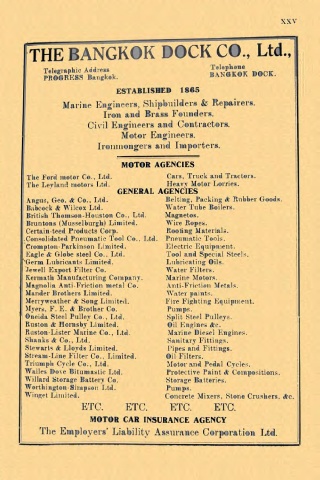 XXV
THE BANGKOK DOCK CO., Ltd.,
Telegraphic Address Telephone
PROGRESS Bangkok. BANGKOK DOCK.
ESTABLISHED 1865
Marine Engineers, Shipbuilders & Repairers.
Iron and Brass Founders.
Civil Engineers and Contractors.
Motor Engineers.
Ironmongers and Importers.
MOTOR AGENCIES
The Ford motor Co., Ltd. Cars, Truck and Tractors.
The Leyland motors Ltd. Heavy Motor Lorries.
GENERAL AGENCIES
Angus, Geo. & Co., Ltd. Belting, Packing & Rubber Goods.
Babcock & Wilcox Ltd. Water Tube Boilers.
British Thomson-Houston Co., Ltd. Magnetos.
Bruntons (Musselburgh) Limited. Wire Ropes.
Certain-teed Products Corp. Roofing Materials.
Consolidated Pneumatic Tool Co., Ltd. Pneumatic Tools.
Crompton-Parkinson Limited. Electric Equipment.
Eagle & Globe steel Co., Ltd. Tool and Special Steels.
Germ Lubricants Limited. Lubricating Oils.
Jewell Export Filter Co. Water Filters.
Kermath Manufacturing Company. Marine Motors.
Magnolia Anti-Friction metal Co. Anti-Friction Metals.
Mander Brothers Limited. Water paints.
Merryweather & Song Limited. Fire Fighting Equipment.
Myers, F. E. & Brother Co. Pumps.
Oneida Steel Pulley Co., Ltd. Split Steel Pulleys.
Ruston & Hornsby Limited. Oil Engines &c.
Ruston-Lister Marine Co., Ltd. Marine Diesel Engines.
Shanks & Co., Ltd. Sanitary Fittings.
Stewarts & Lloyds Limited. Pipes and Fittings.
Stream-Line Filter Co., Limited. Oil Filters.
Triumph Cycle Co., Ltd. Motor and Pedal Cycles.
Wailes Dove Bitumastic Ltd. Protective Paint & Compositions.
Willard Storage Battery Co. Storage Batteries.
Worthington-Simpson Ltd. Pumps.
Winget Limited. Concrete Mixers, Stone Crushers, &c.
ETC. ETC. ETC. ETC.
MOTOR CAR INSURANCE AGENCY
The Employers' Liability Assurance Corporation Ltd.